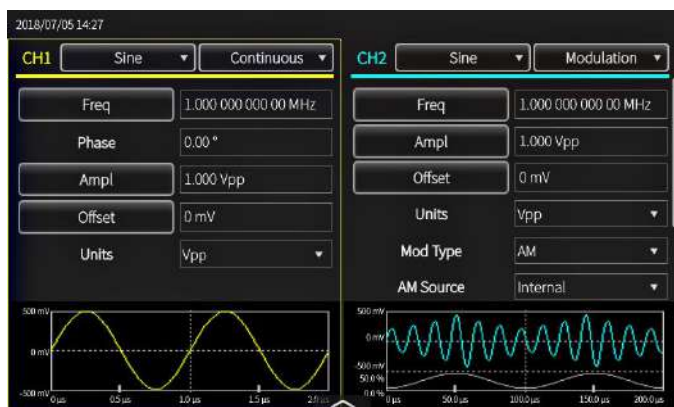 2018/07/05 14:27
CH1 Sine Continuous
Freq 1.000 000 000 00 MHz
Phase 0.00 °
Ampl 1.000 Vpp
Offset 0 mV
Units Vpp
500 mV
0 mV
-500 mV
0 µs 0.5 µs 1.0 µs 1.5 µs
CH2 Sine Modulation
Freq 1.000 000 000 00 MHz
Ampl 1.000 Vpp
Offset 0 mV
Units Vpp
Mod Type AM
AM Source Internal
500 mV
0 mV
-500 mV
50.0 %
0.0 %
0 µs 50.0 µs 100.0 µs 150.0 µs 200.0 µs